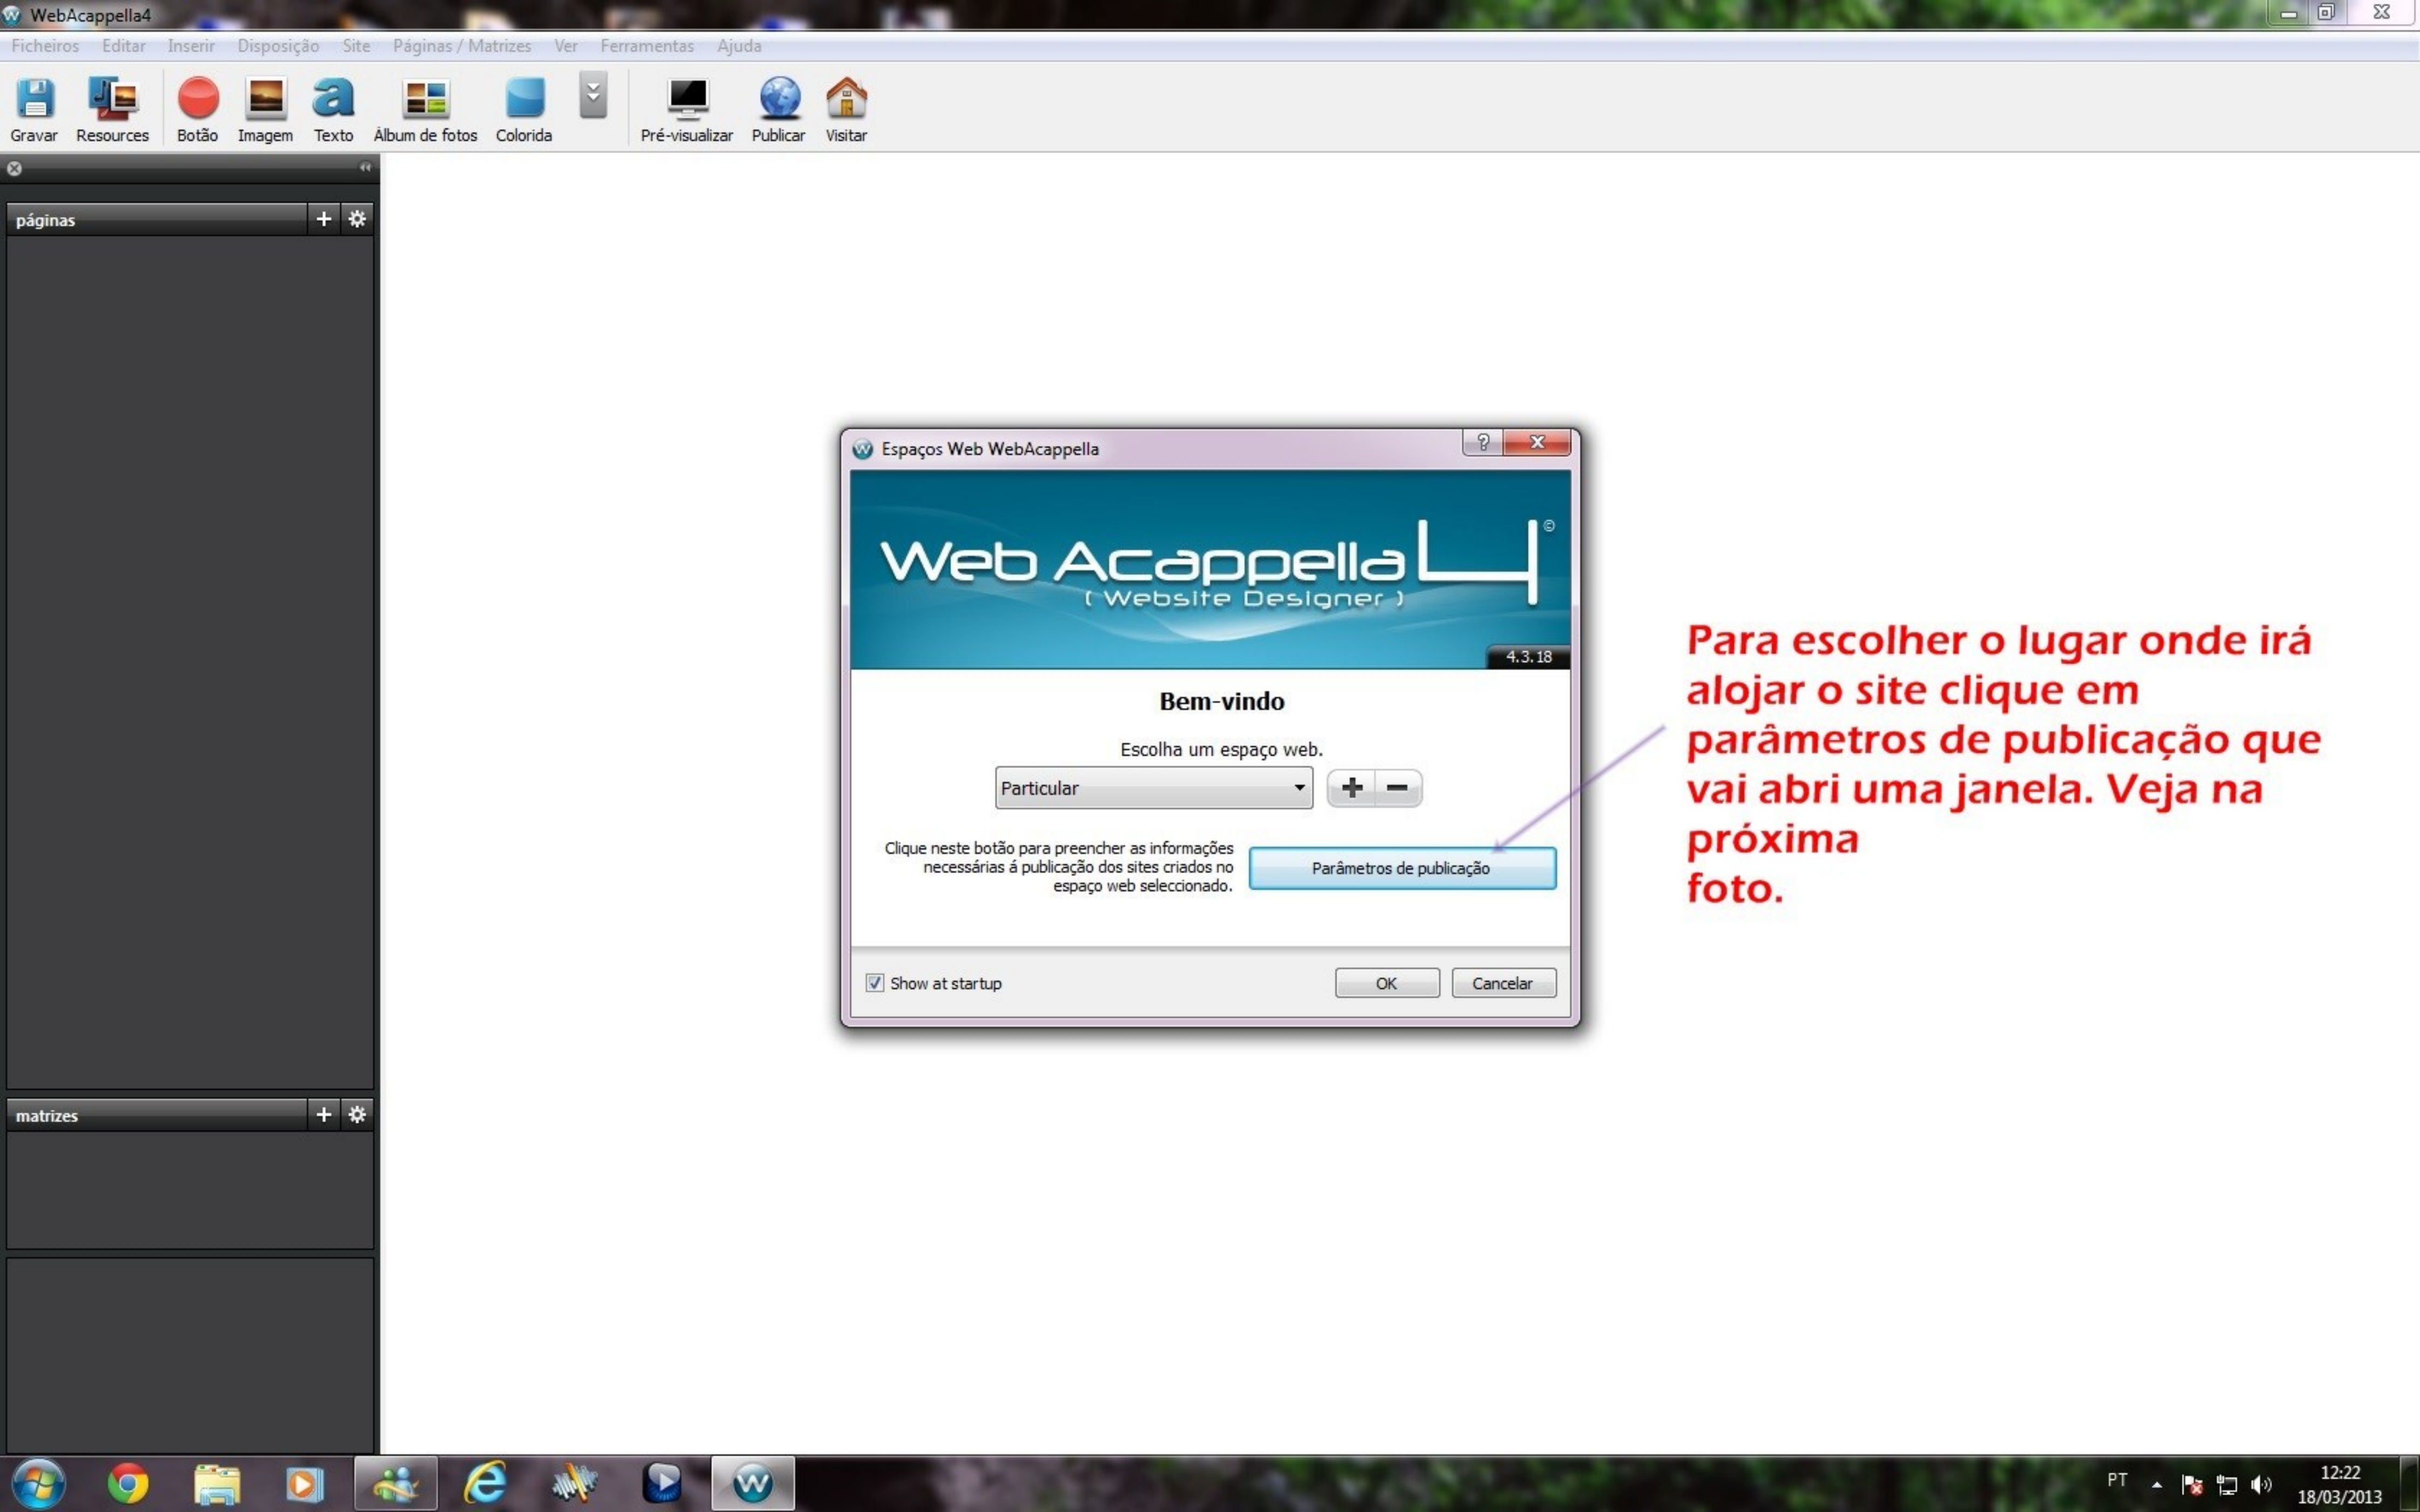 WebAcappella4
Ficheiros Editar Inserir Disposição Site Páginas / Matrizes Ver Ferramentas Ajuda
Gravar Resources Botão Imagem Texto Álbum de fotos Colorida Pré-visualizar Publicar Visitar
páginas
Espaços Web WebAcappella
Web Acappella 4 ©
( Website Designer )
4.3.18
Bem-vindo
Escolha um espaço web.
Particular
Clique neste botão para preencher as informações
necessárias á publicação dos sites criados no
espaço web seleccionado.
Parâmetros de publicação
Show at startup
OK Cancelar
Para escolher o lugar onde irá
alojar o site clique em
parâmetros de publicação que
vai abri uma janela. Veja na
próxima
foto.
matrizes
PT
12:22
18/03/2013